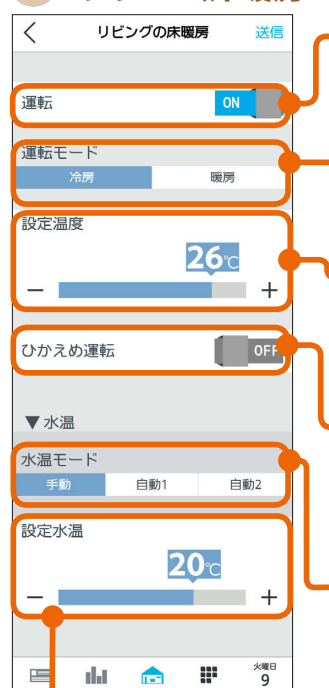 リビングの床暖房
送信
運転
ON
運転モード
冷房
暖房
設定温度
26℃
− +
ひかえめ運転
OFF
▼水温
水温モード
手動
自動1
自動2
設定水温
20℃
− +
火曜日
9